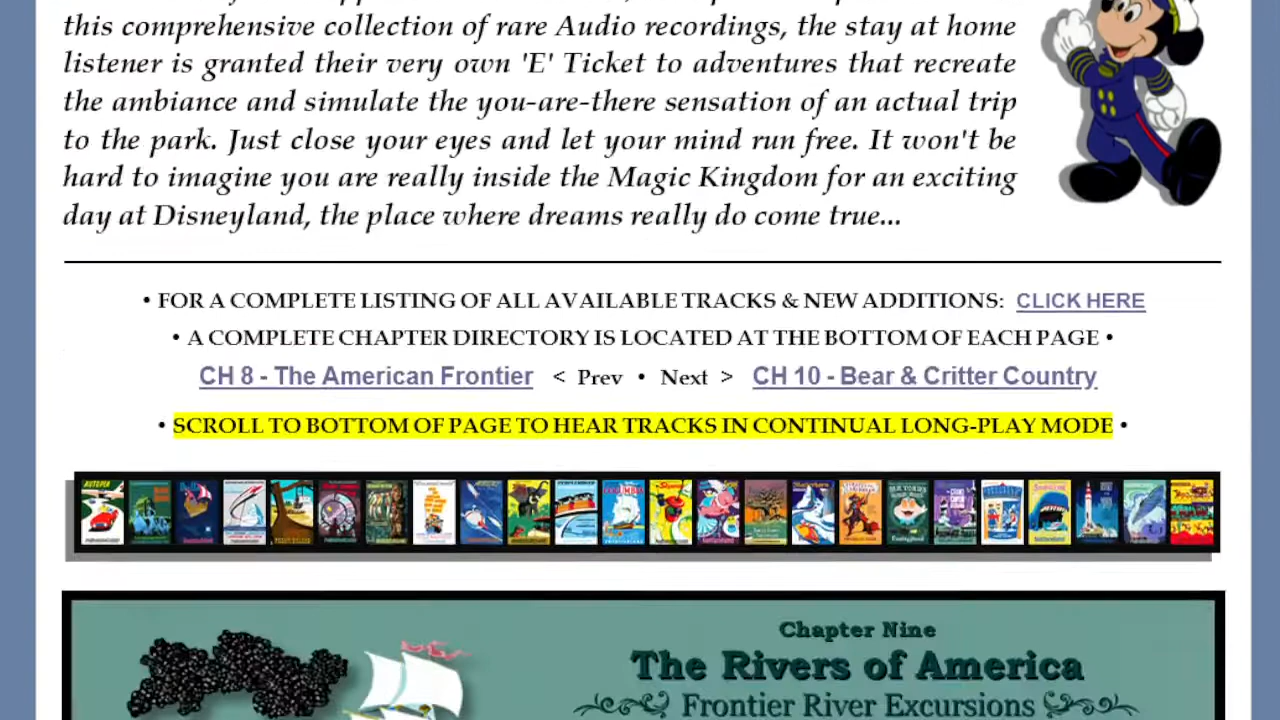 this comprehensive collection of rare Audio recordings, the stay at home
listener is granted their very own 'E' Ticket to adventures that recreate
the ambiance and simulate the you-are-there sensation of an actual trip
to the park. Just close your eyes and let your mind run free. It won't be
hard to imagine you are really inside the Magic Kingdom for an exciting
day at Disneyland, the place where dreams really do come true...
• FOR A COMPLETE LISTING OF ALL AVAILABLE TRACKS & NEW ADDITIONS: CLICK HERE
• A COMPLETE CHAPTER DIRECTORY IS LOCATED AT THE BOTTOM OF EACH PAGE •
CH 8 - The American Frontier < Prev • Next > CH 10 - Bear & Critter Country
• SCROLL TO BOTTOM OF PAGE TO HEAR TRACKS IN CONTINUAL LONG-PLAY MODE •
AUTOPIA
Chapter Nine
The Rivers of America
Frontier River Excursions